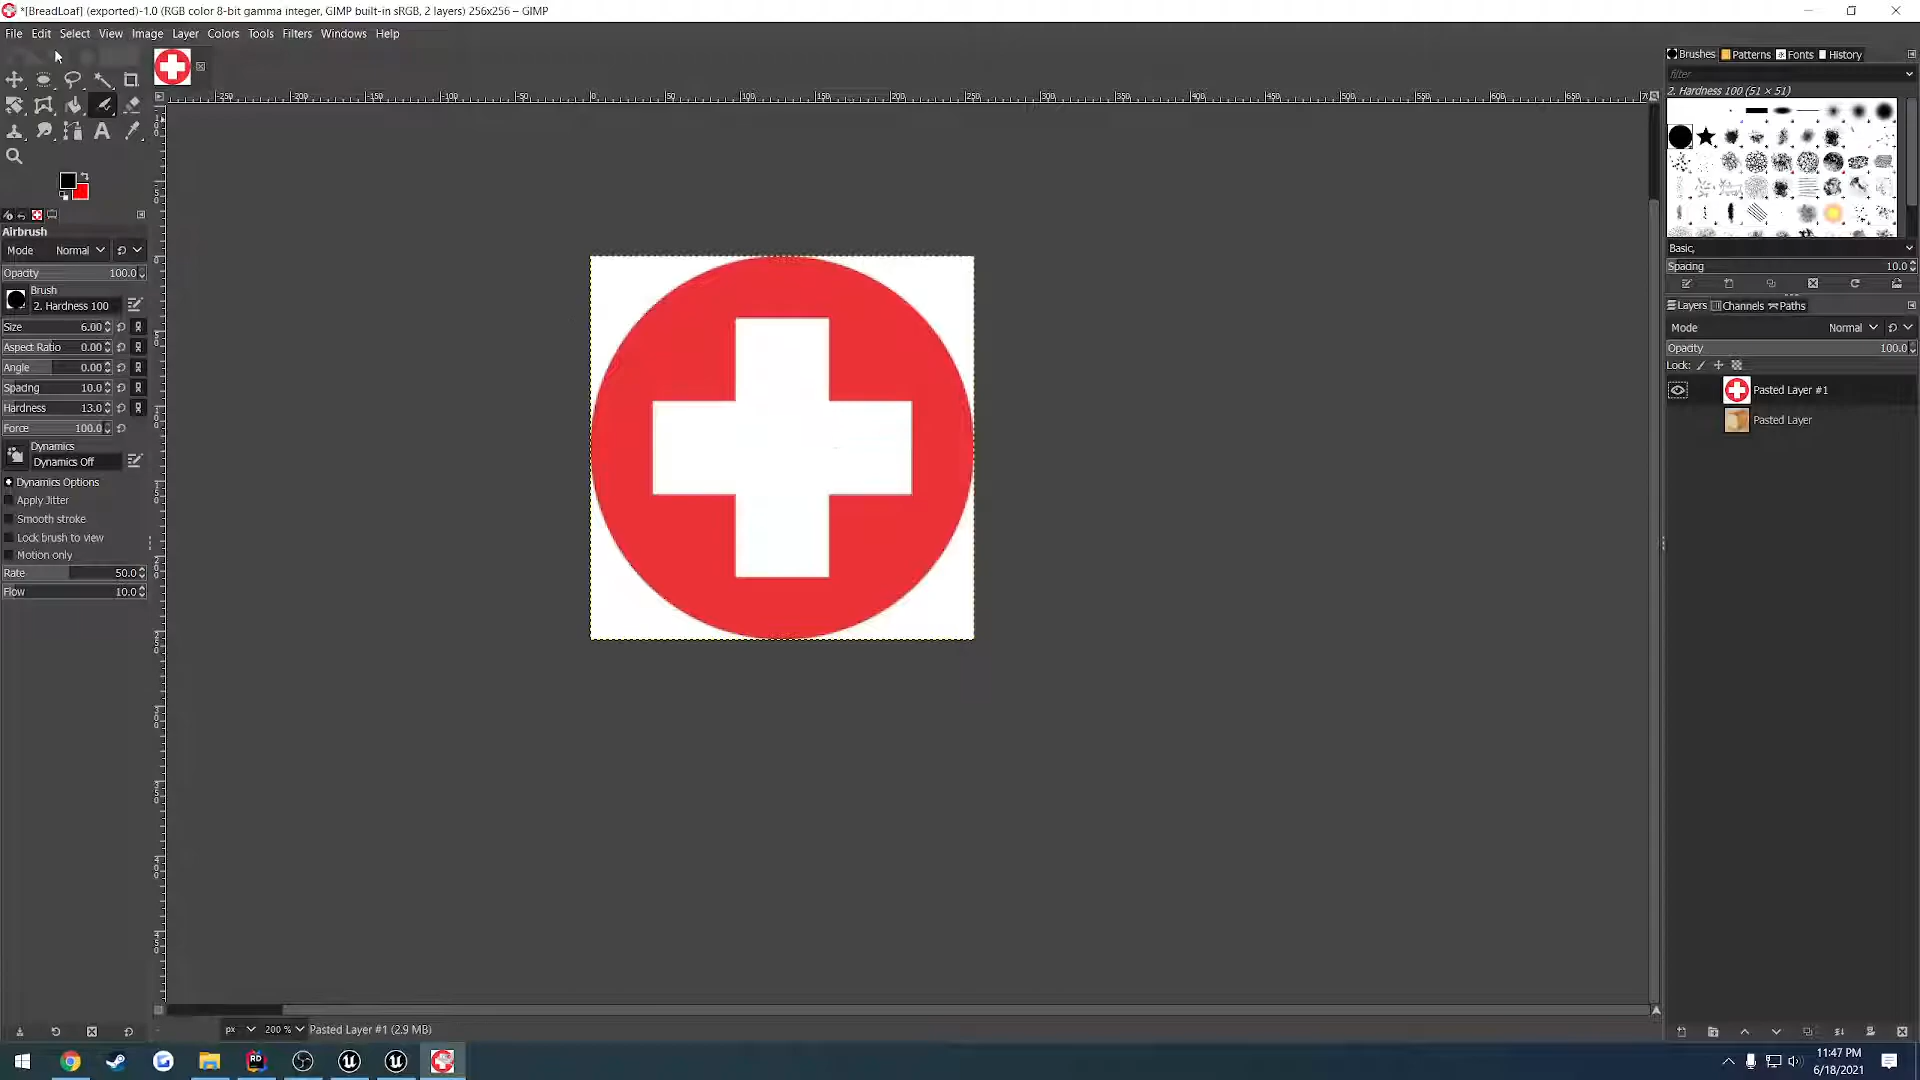 *[BreadLoaf] (exported)-1.0 (RGB color 8-bit gamma integer, GIMP built-in sRGB, 2 layers) 256x256 – GIMP
File Edit Select View Image Layer Colors Tools Filters Windows Help
Brushes Patterns Fonts History
filter
2. Hardness 100 (51 × 51)
Airbrush
Mode Normal
Opacity 100.0
Brush
2. Hardness 100
Size 6.00
Aspect Ratio 0.00
Angle 0.00
Spacing 10.0
Hardness 13.0
Force 100.0
Dynamics
Dynamics Off
Dynamics Options
Apply Jitter
Smooth stroke
Lock brush to view
Motion only
Rate 50.0
Flow 10.0
Basic,
Spacing 10.0
Layers Channels Paths
Mode Normal
Opacity 100.0
Lock:
Pasted Layer #1
Pasted Layer
px 200 % Pasted Layer #1 (2.9 MB)
RD
11:47 PM
6/18/2021